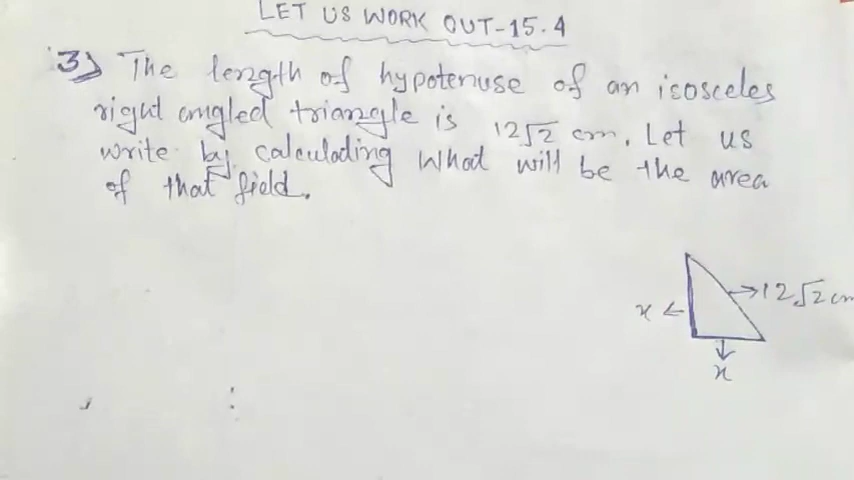 LET US WORK OUT-15.4
3) The length of hypotenuse of an isosceles
right angled triangle is 12√2 cm. Let us
write by calculating what will be the area
of that field.
x
12√2 cm
x